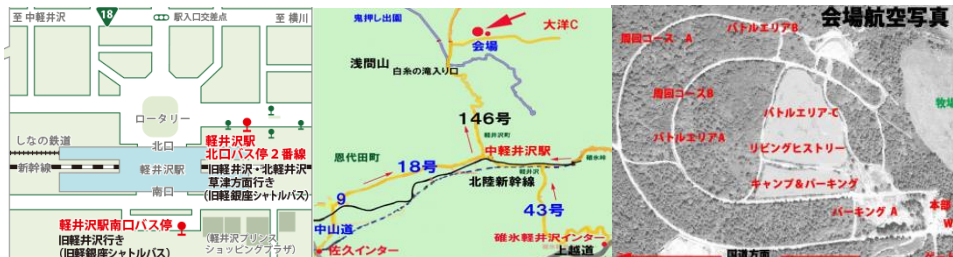 至 中軽井沢
18
駅入口交差点
至 横川
ロータリー
しなの鉄道
北口
軽井沢駅
北口バス停2番線
新幹線
軽井沢駅
旧軽井沢・北軽井沢
草津方面行き
(旧軽銀座シャトルバス)
南口
軽井沢駅南口バス停
旧軽井沢行き
(旧軽銀座シャトルバス)
(軽井沢プリンス
ショッピングプラザ)
鬼押し出園
大洋C
会場
浅間山
白糸の滝入り口
146号
軽井沢町
中軽井沢駅
碓氷峠
恩代田町
18号
軽井沢
北陸新幹線
9
43号
中山道
碓氷軽井沢インター
佐久インター
上越道
会場航空写真
周回コース A
バトルエリアB
周回コースB
牧場
バトルエリア-C
バトルエリアA
リビングヒストリー
キャンプ&パーキング
パーキング A
本部
W
国道方面